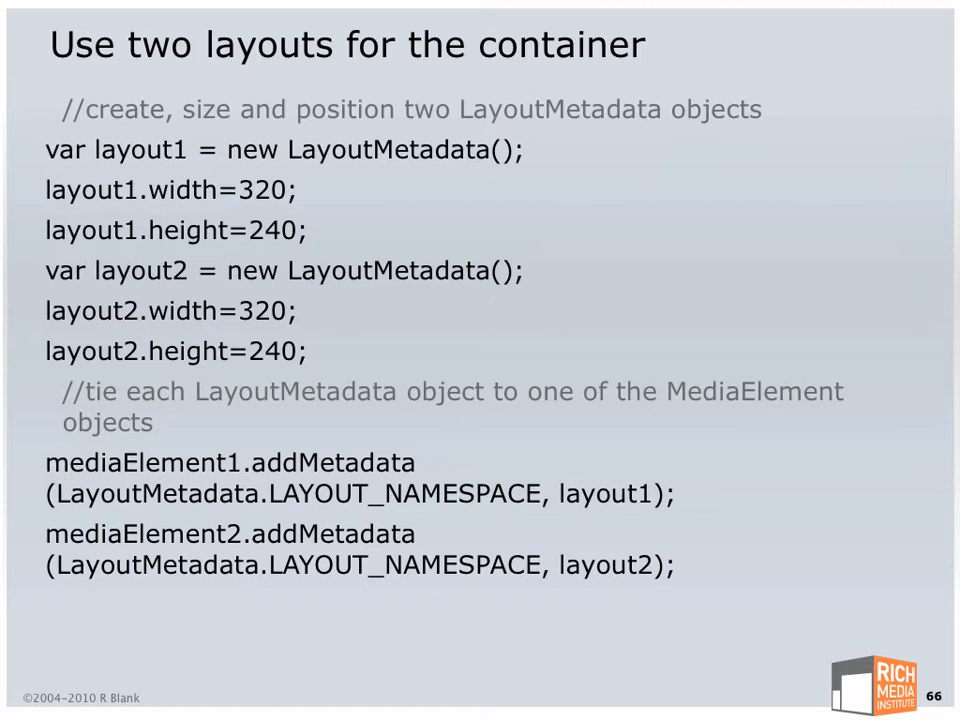 Use two layouts for the container
//create, size and position two LayoutMetadata objects
var layout1 = new LayoutMetadata();
layout1.width=320;
layout1.height=240;
var layout2 = new LayoutMetadata();
layout2.width=320;
layout2.height=240;
//tie each LayoutMetadata object to one of the MediaElement
objects
mediaElement1.addMetadata
(LayoutMetadata.LAYOUT_NAMESPACE, layout1);
mediaElement2.addMetadata
(LayoutMetadata.LAYOUT_NAMESPACE, layout2);
©2004-2010 R Blank
RICH
MEDIA
INSTITUTE
66